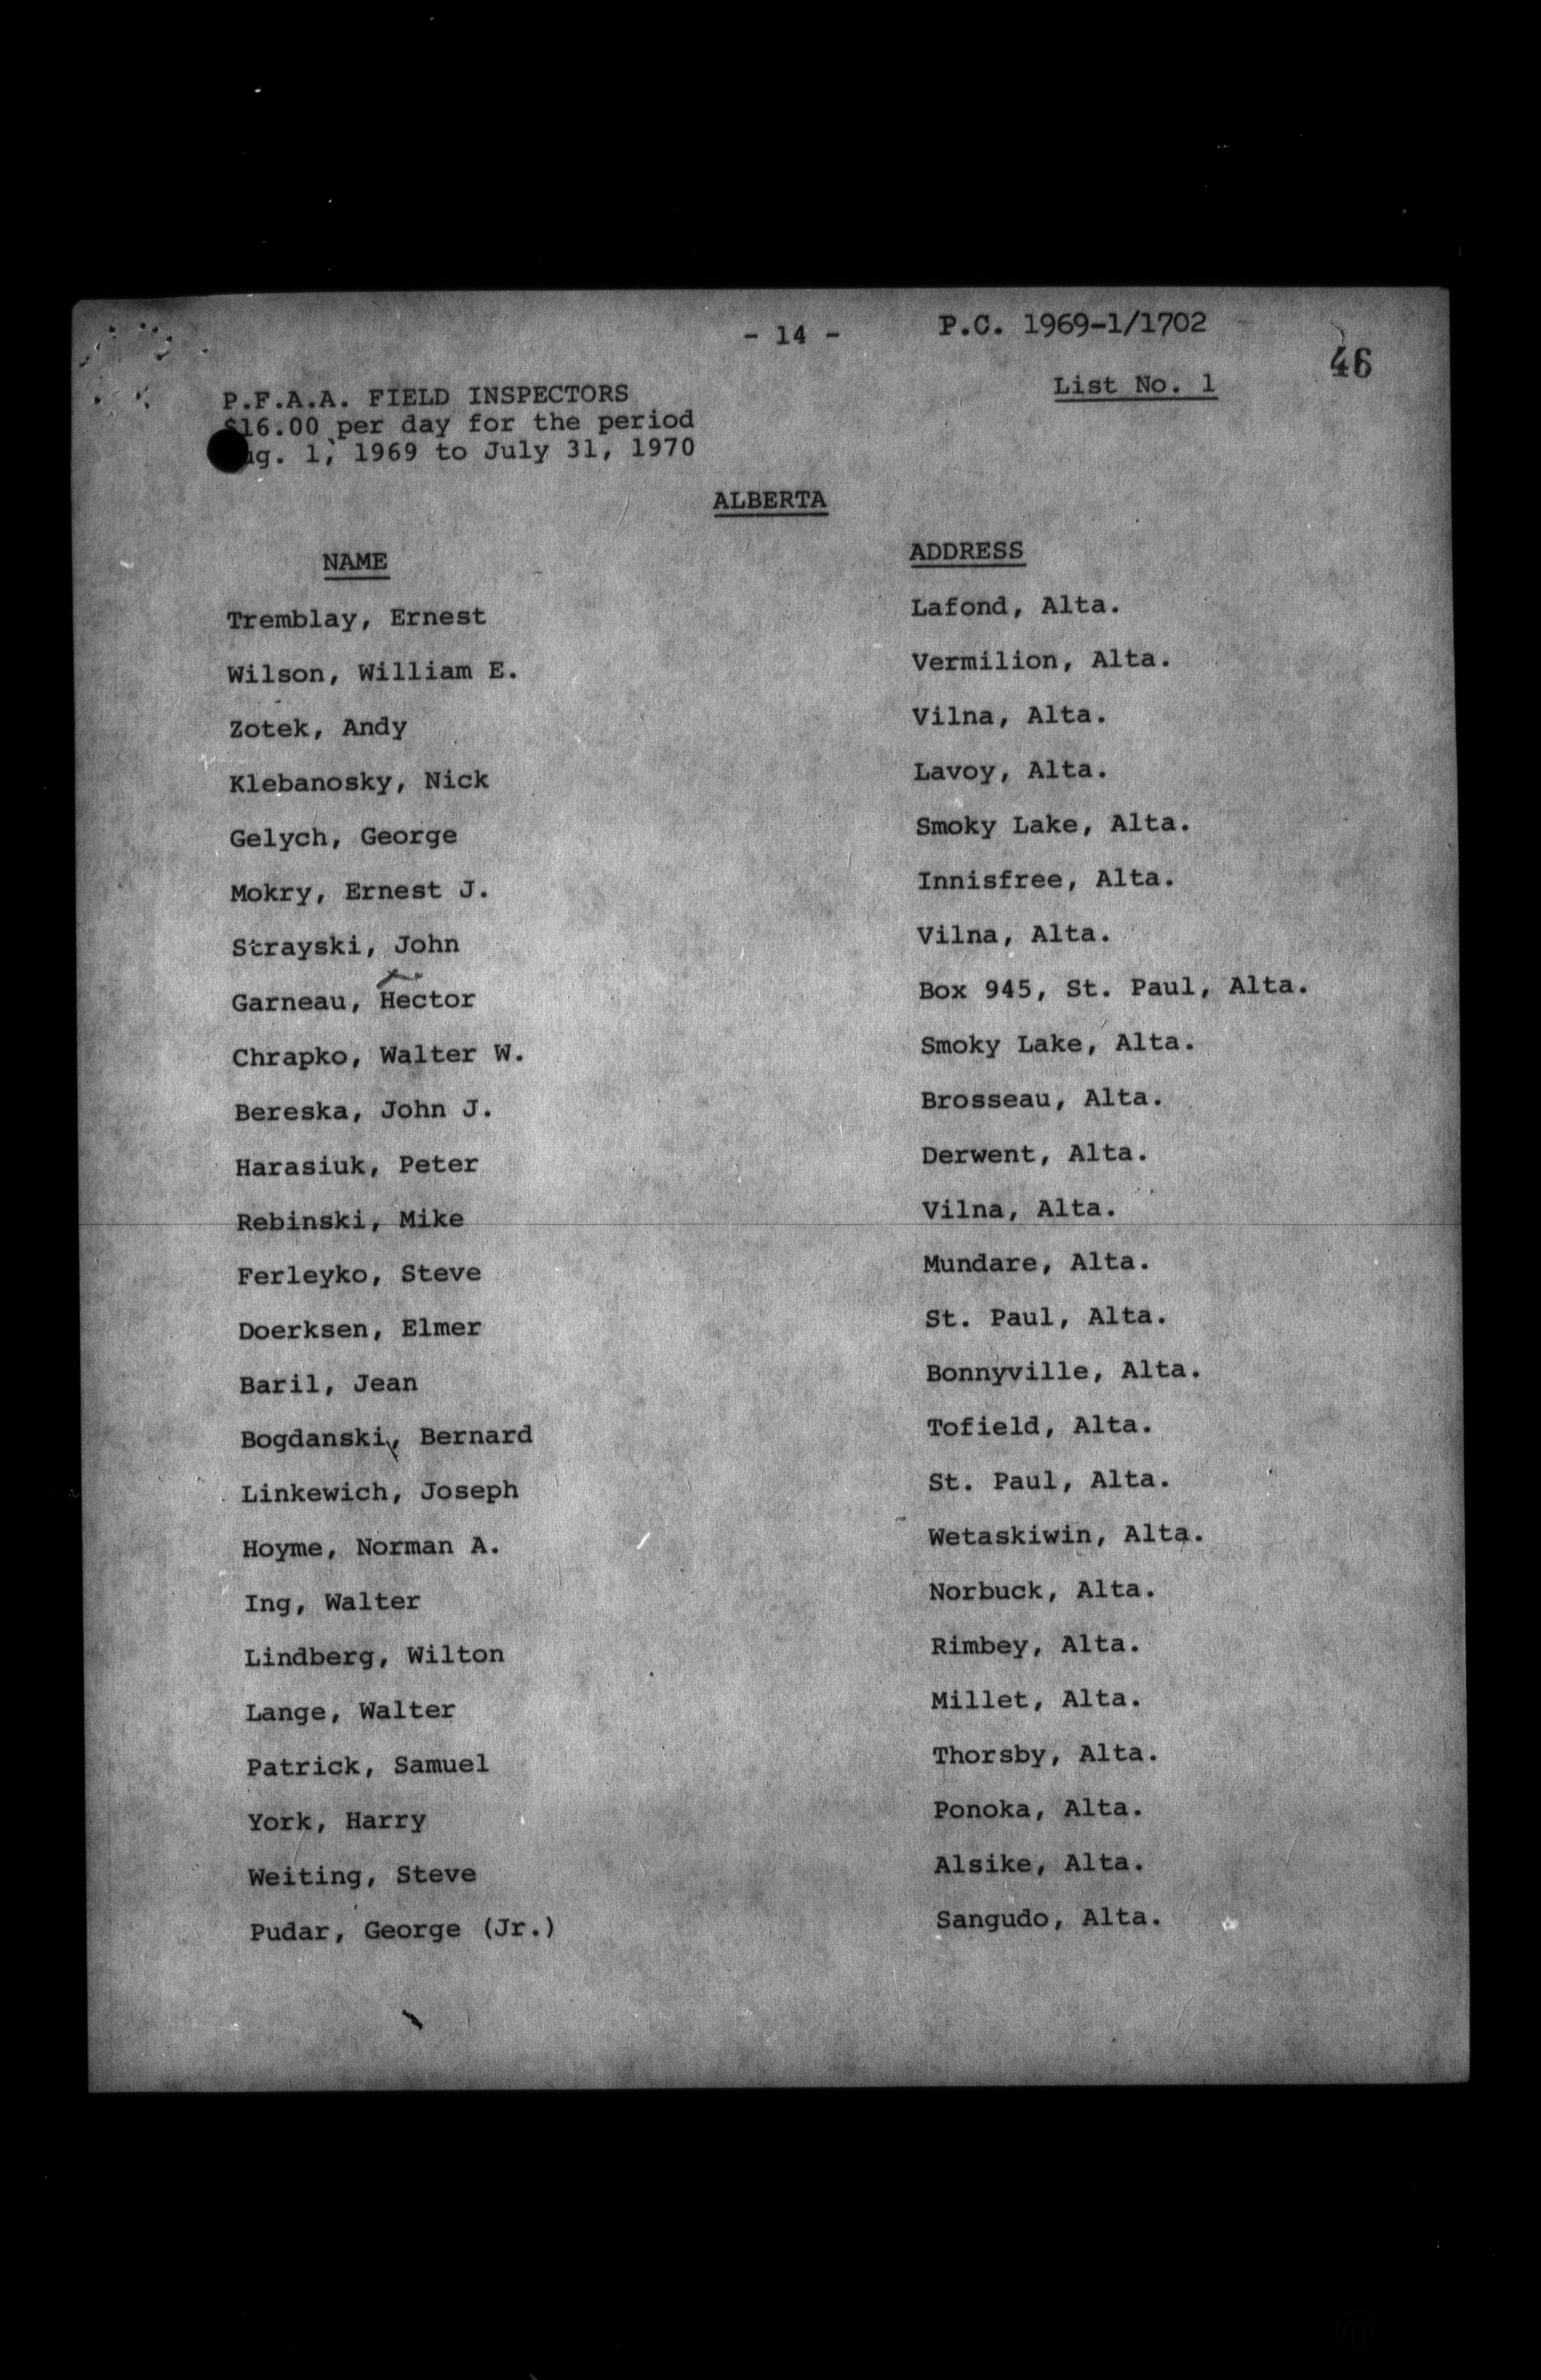 - 14 -
P.C. 1969-1/1702
46
List No. 1
P.F.A.A. FIELD INSPECTORS
$16.00 per day for the period
ug. 1, 1969 to July 31, 1970
ALBERTA
NAME ADDRESS
Tremblay, Ernest Lafond, Alta.
Wilson, William E. Vermilion, Alta.
Zotek, Andy Vilna, Alta.
Klebanosky, Nick Lavoy, Alta.
Gelych, George Smoky Lake, Alta.
Mokry, Ernest J. Innisfree, Alta.
Strayski, John Vilna, Alta.
Garneau, Hector Box 945, St. Paul, Alta.
Chrapko, Walter W. Smoky Lake, Alta.
Bereska, John J. Brosseau, Alta.
Harasiuk, Peter Derwent, Alta.
Rebinski, Mike Vilna, Alta.
Ferleyko, Steve Mundare, Alta.
Doerksen, Elmer St. Paul, Alta.
Baril, Jean Bonnyville, Alta.
Bogdanski, Bernard Tofield, Alta.
Linkewich, Joseph St. Paul, Alta.
Hoyme, Norman A. Wetaskiwin, Alta.
Ing, Walter Norbuck, Alta.
Lindberg, Wilton Rimbey, Alta.
Lange, Walter Millet, Alta.
Patrick, Samuel Thorsby, Alta.
York, Harry Ponoka, Alta.
Weiting, Steve Alsike, Alta.
Pudar, George (Jr.) Sangudo, Alta.